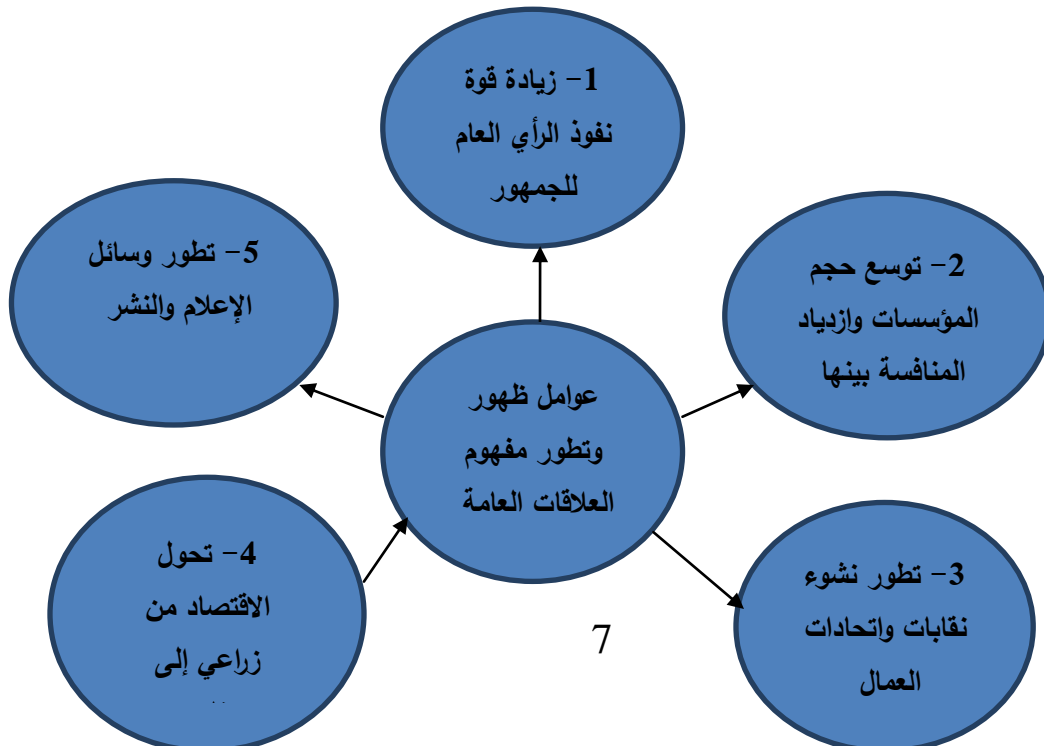 1- زيادة قوة
نفوذ الرأي العام
للجمهور
2- توسع حجم
المؤسسات وازدياد
المنافسة بينها
3- تطور نشوء
نقابات واتحادات
العمال
4- تحول
الاقتصاد من
زراعي إلى
5- تطور وسائل
الإعلام والنشر
عوامل ظهور
وتطور مفهوم
العلاقات العامة
7